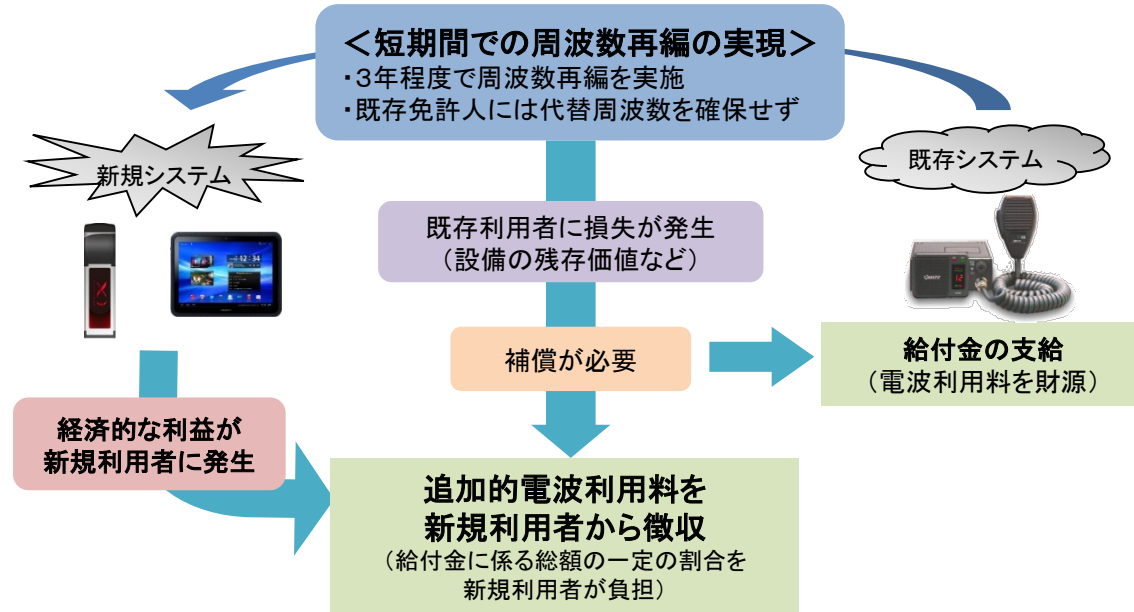 ＜短期間での周波数再編の実現＞
・3年程度で周波数再編を実施
・既存免許人には代替周波数を確保せず
新規システム
既存システム
既存利用者に損失が発生
（設備の残存価値など）
12:34
12
補償が必要
給付金の支給
（電波利用料を財源）
経済的な利益が
新規利用者に発生
追加的電波利用料を
新規利用者から徴収
（給付金に係る総額の一定の割合を
新規利用者が負担）